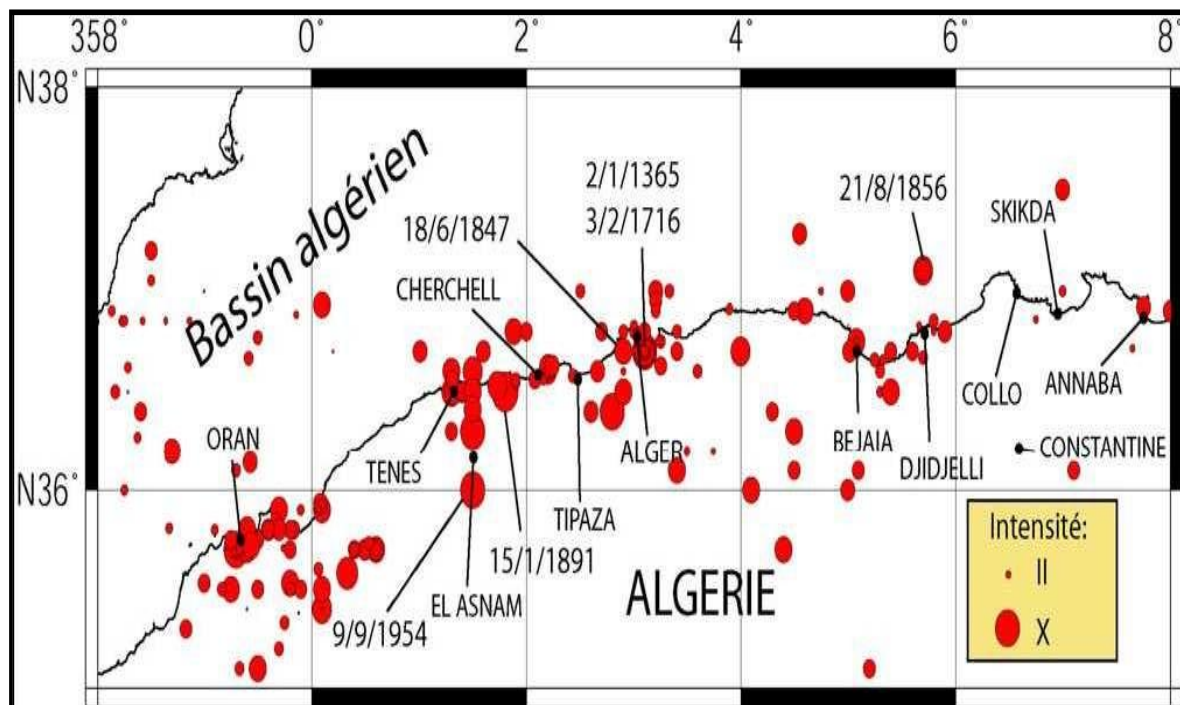 358° 0° 2° 4° 6° 8°
N38°
Bassin algérien
2/1/1365
3/2/1716
21/8/1856
18/6/1847
SKIKDA
CHERCHELL
ORAN
TENES
ALGER
BEJAIA
COLLO
ANNABA
DJIDJELLI
CONSTANTINE
N36°
TIPAZA
15/1/1891
EL ASNAM
9/9/1954
ALGERIE
Intensité:
II
X